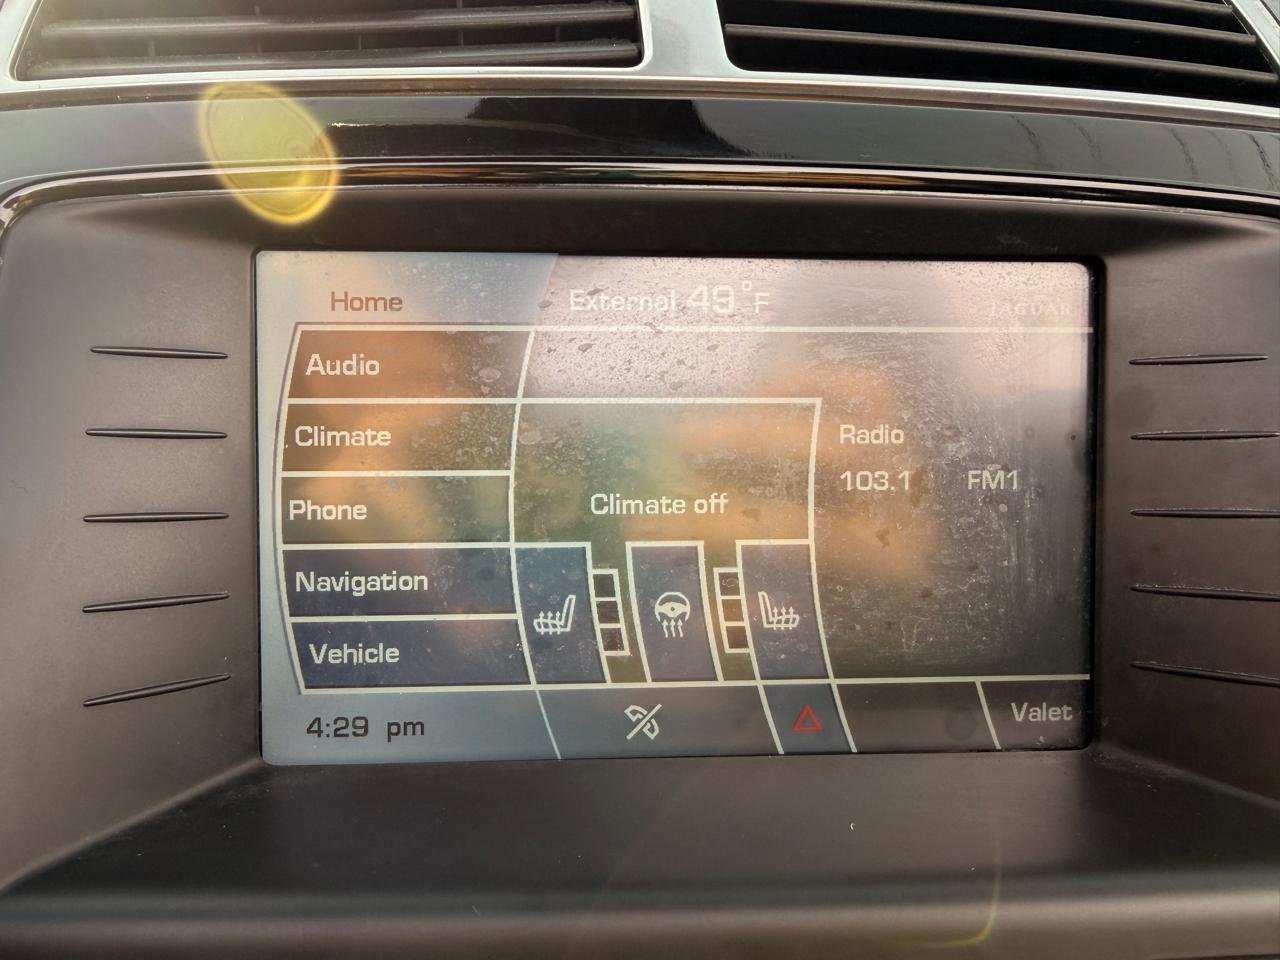 Home
External 49°F
JAGUAR
Audio
Climate
Radio
103.1 FM1
Phone
Climate off
Navigation
Vehicle
4:29 pm
Valet